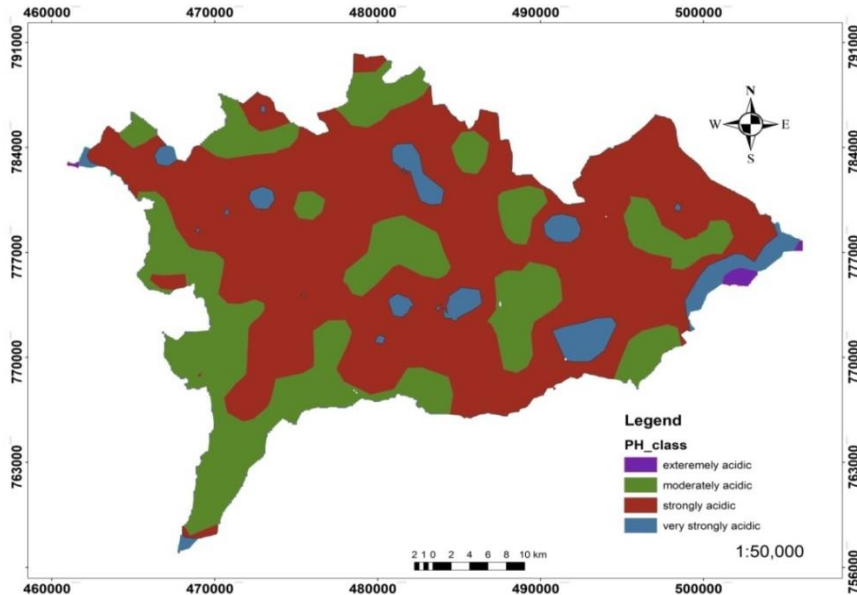 460000 470000 480000 490000 500000
791000 791000
N
W E
S
784000 784000
777000 777000
770000 770000
Legend
PH_class
763000 763000
exteremely acidic
moderately acidic
strongly acidic
very strongly acidic
2 1 0 2 4 6 8 10 km
1:50,000
756000
460000 470000 480000 490000 500000